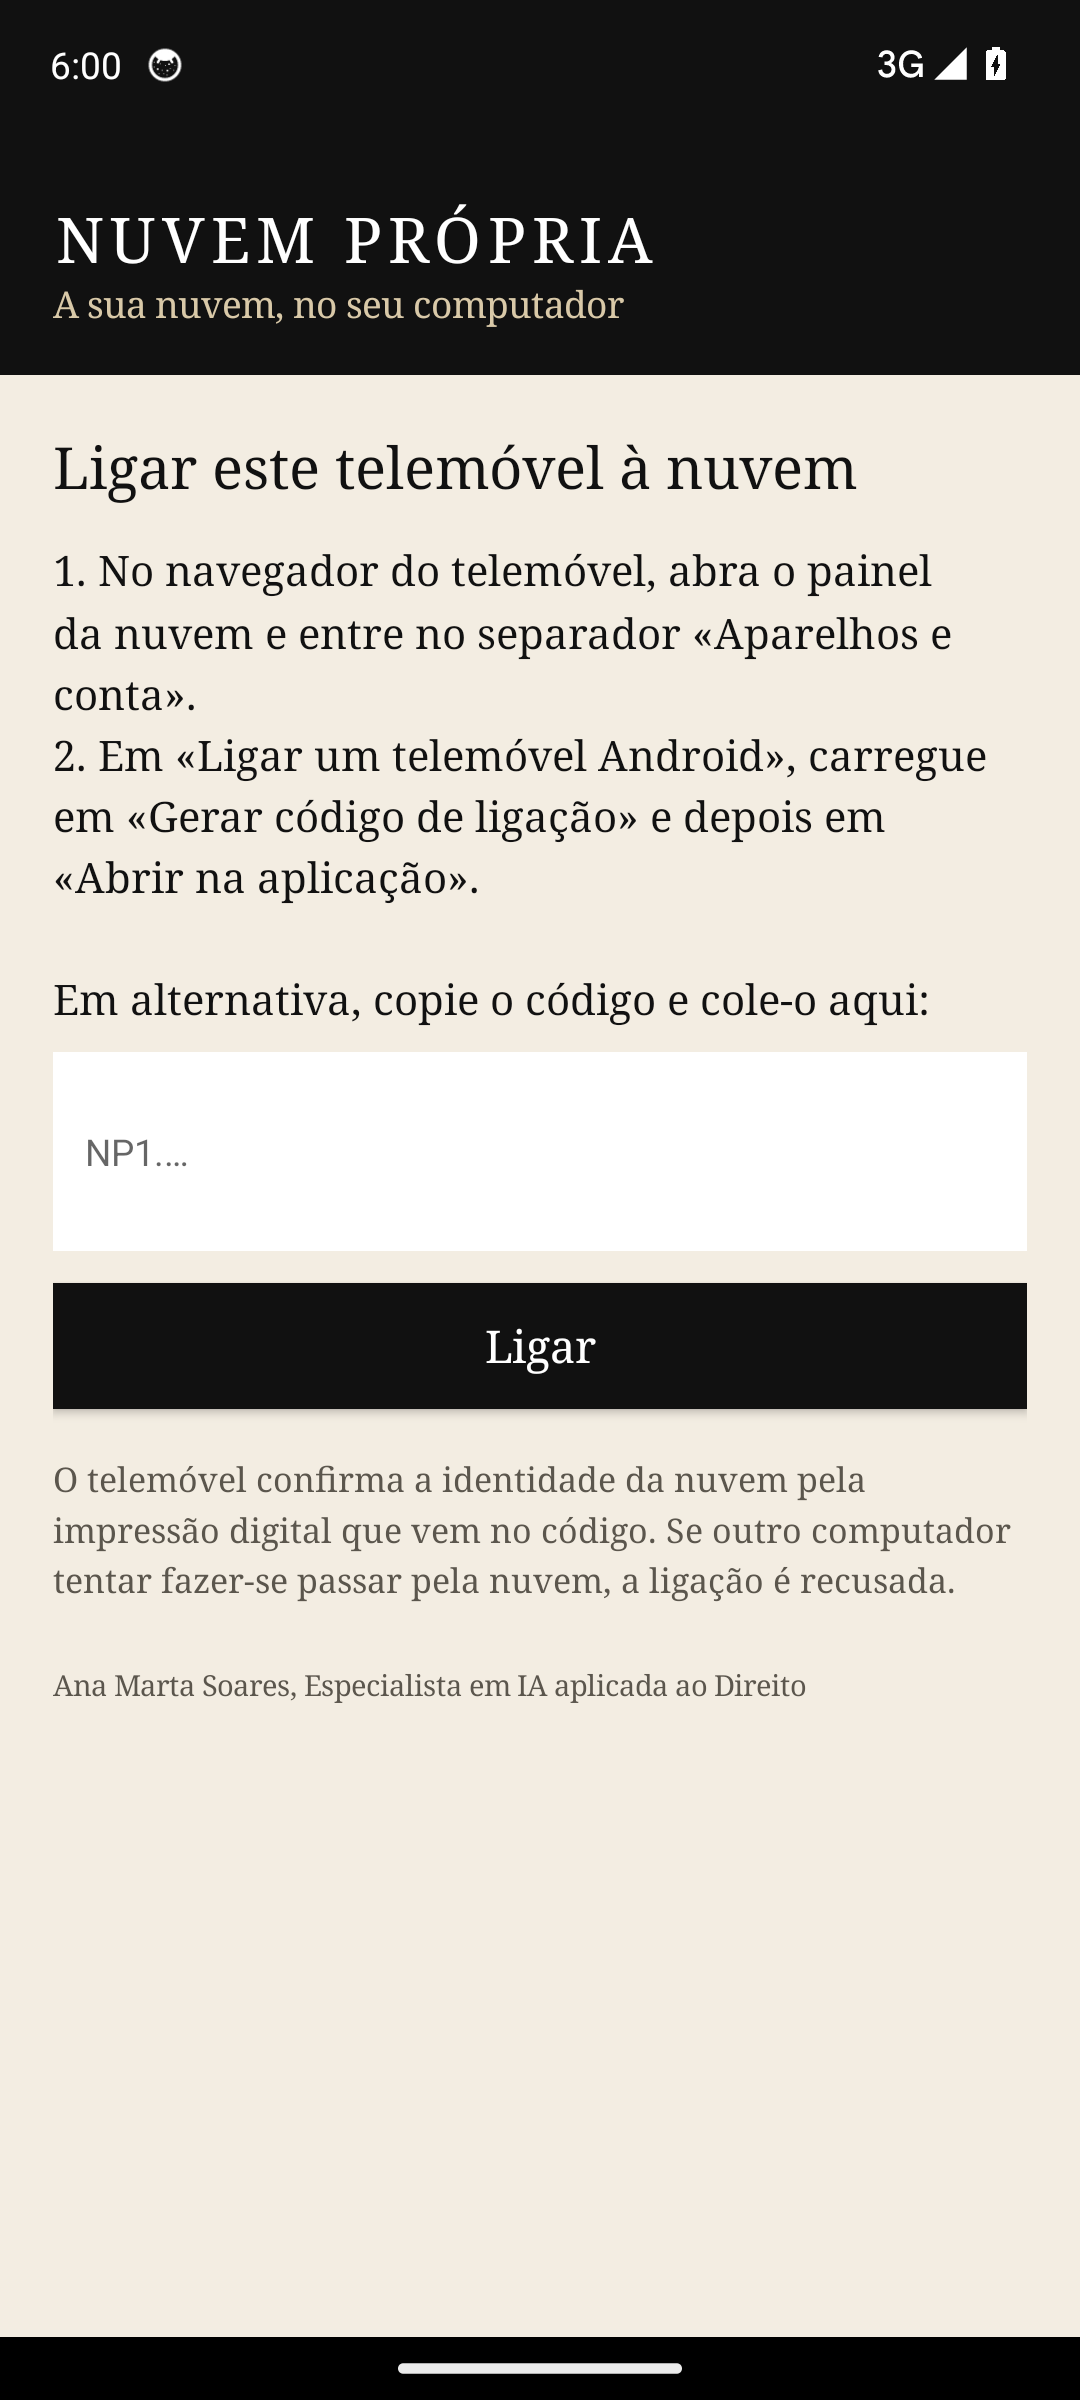 6:00
3G
NUVEM PRÓPRIA
A sua nuvem, no seu computador
Ligar este telemóvel à nuvem
1. No navegador do telemóvel, abra o painel
da nuvem e entre no separador «Aparelhos e
conta».
2. Em «Ligar um telemóvel Android», carregue
em «Gerar código de ligação» e depois em
«Abrir na aplicação».
Em alternativa, copie o código e cole-o aqui:
NP1.…
Ligar
O telemóvel confirma a identidade da nuvem pela
impressão digital que vem no código. Se outro computador
tentar fazer-se passar pela nuvem, a ligação é recusada.
Ana Marta Soares, Especialista em IA aplicada ao Direito